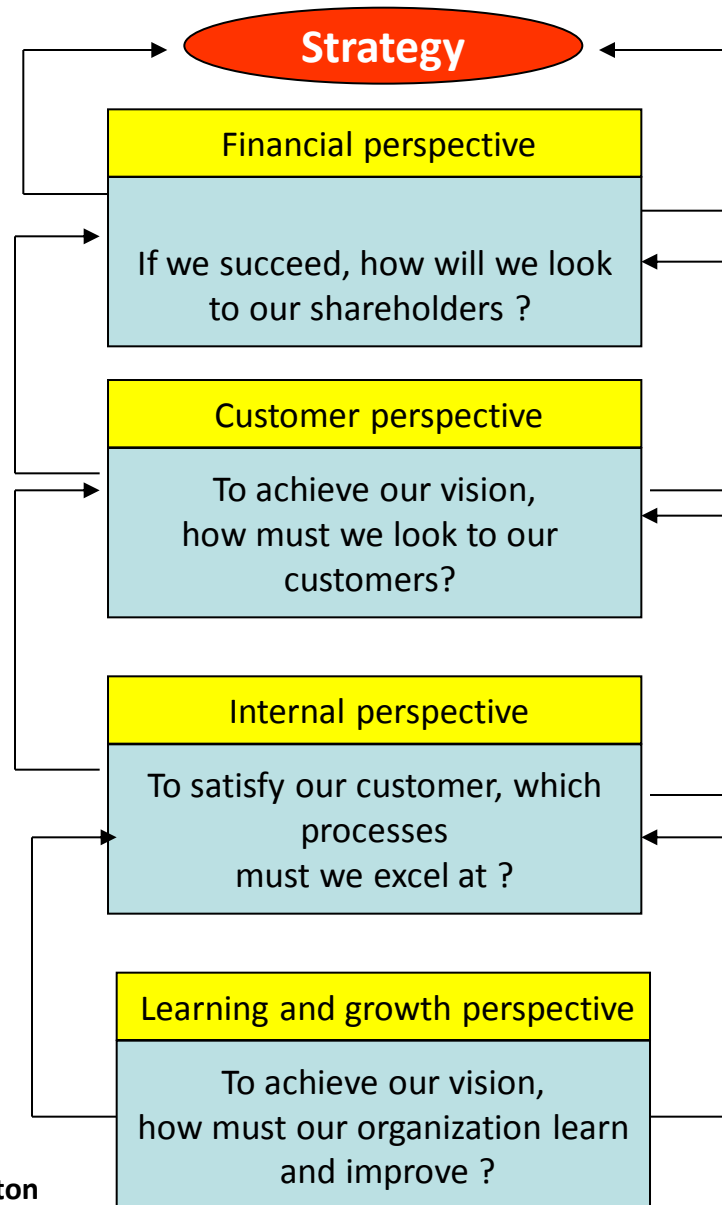 Strategy
Financial perspective
If we succeed, how will we look
to our shareholders ?
Customer perspective
To achieve our vision,
how must we look to our
customers?
Internal perspective
To satisfy our customer, which
processes
must we excel at ?
Learning and growth perspective
To achieve our vision,
how must our organization learn
and improve ?
ton